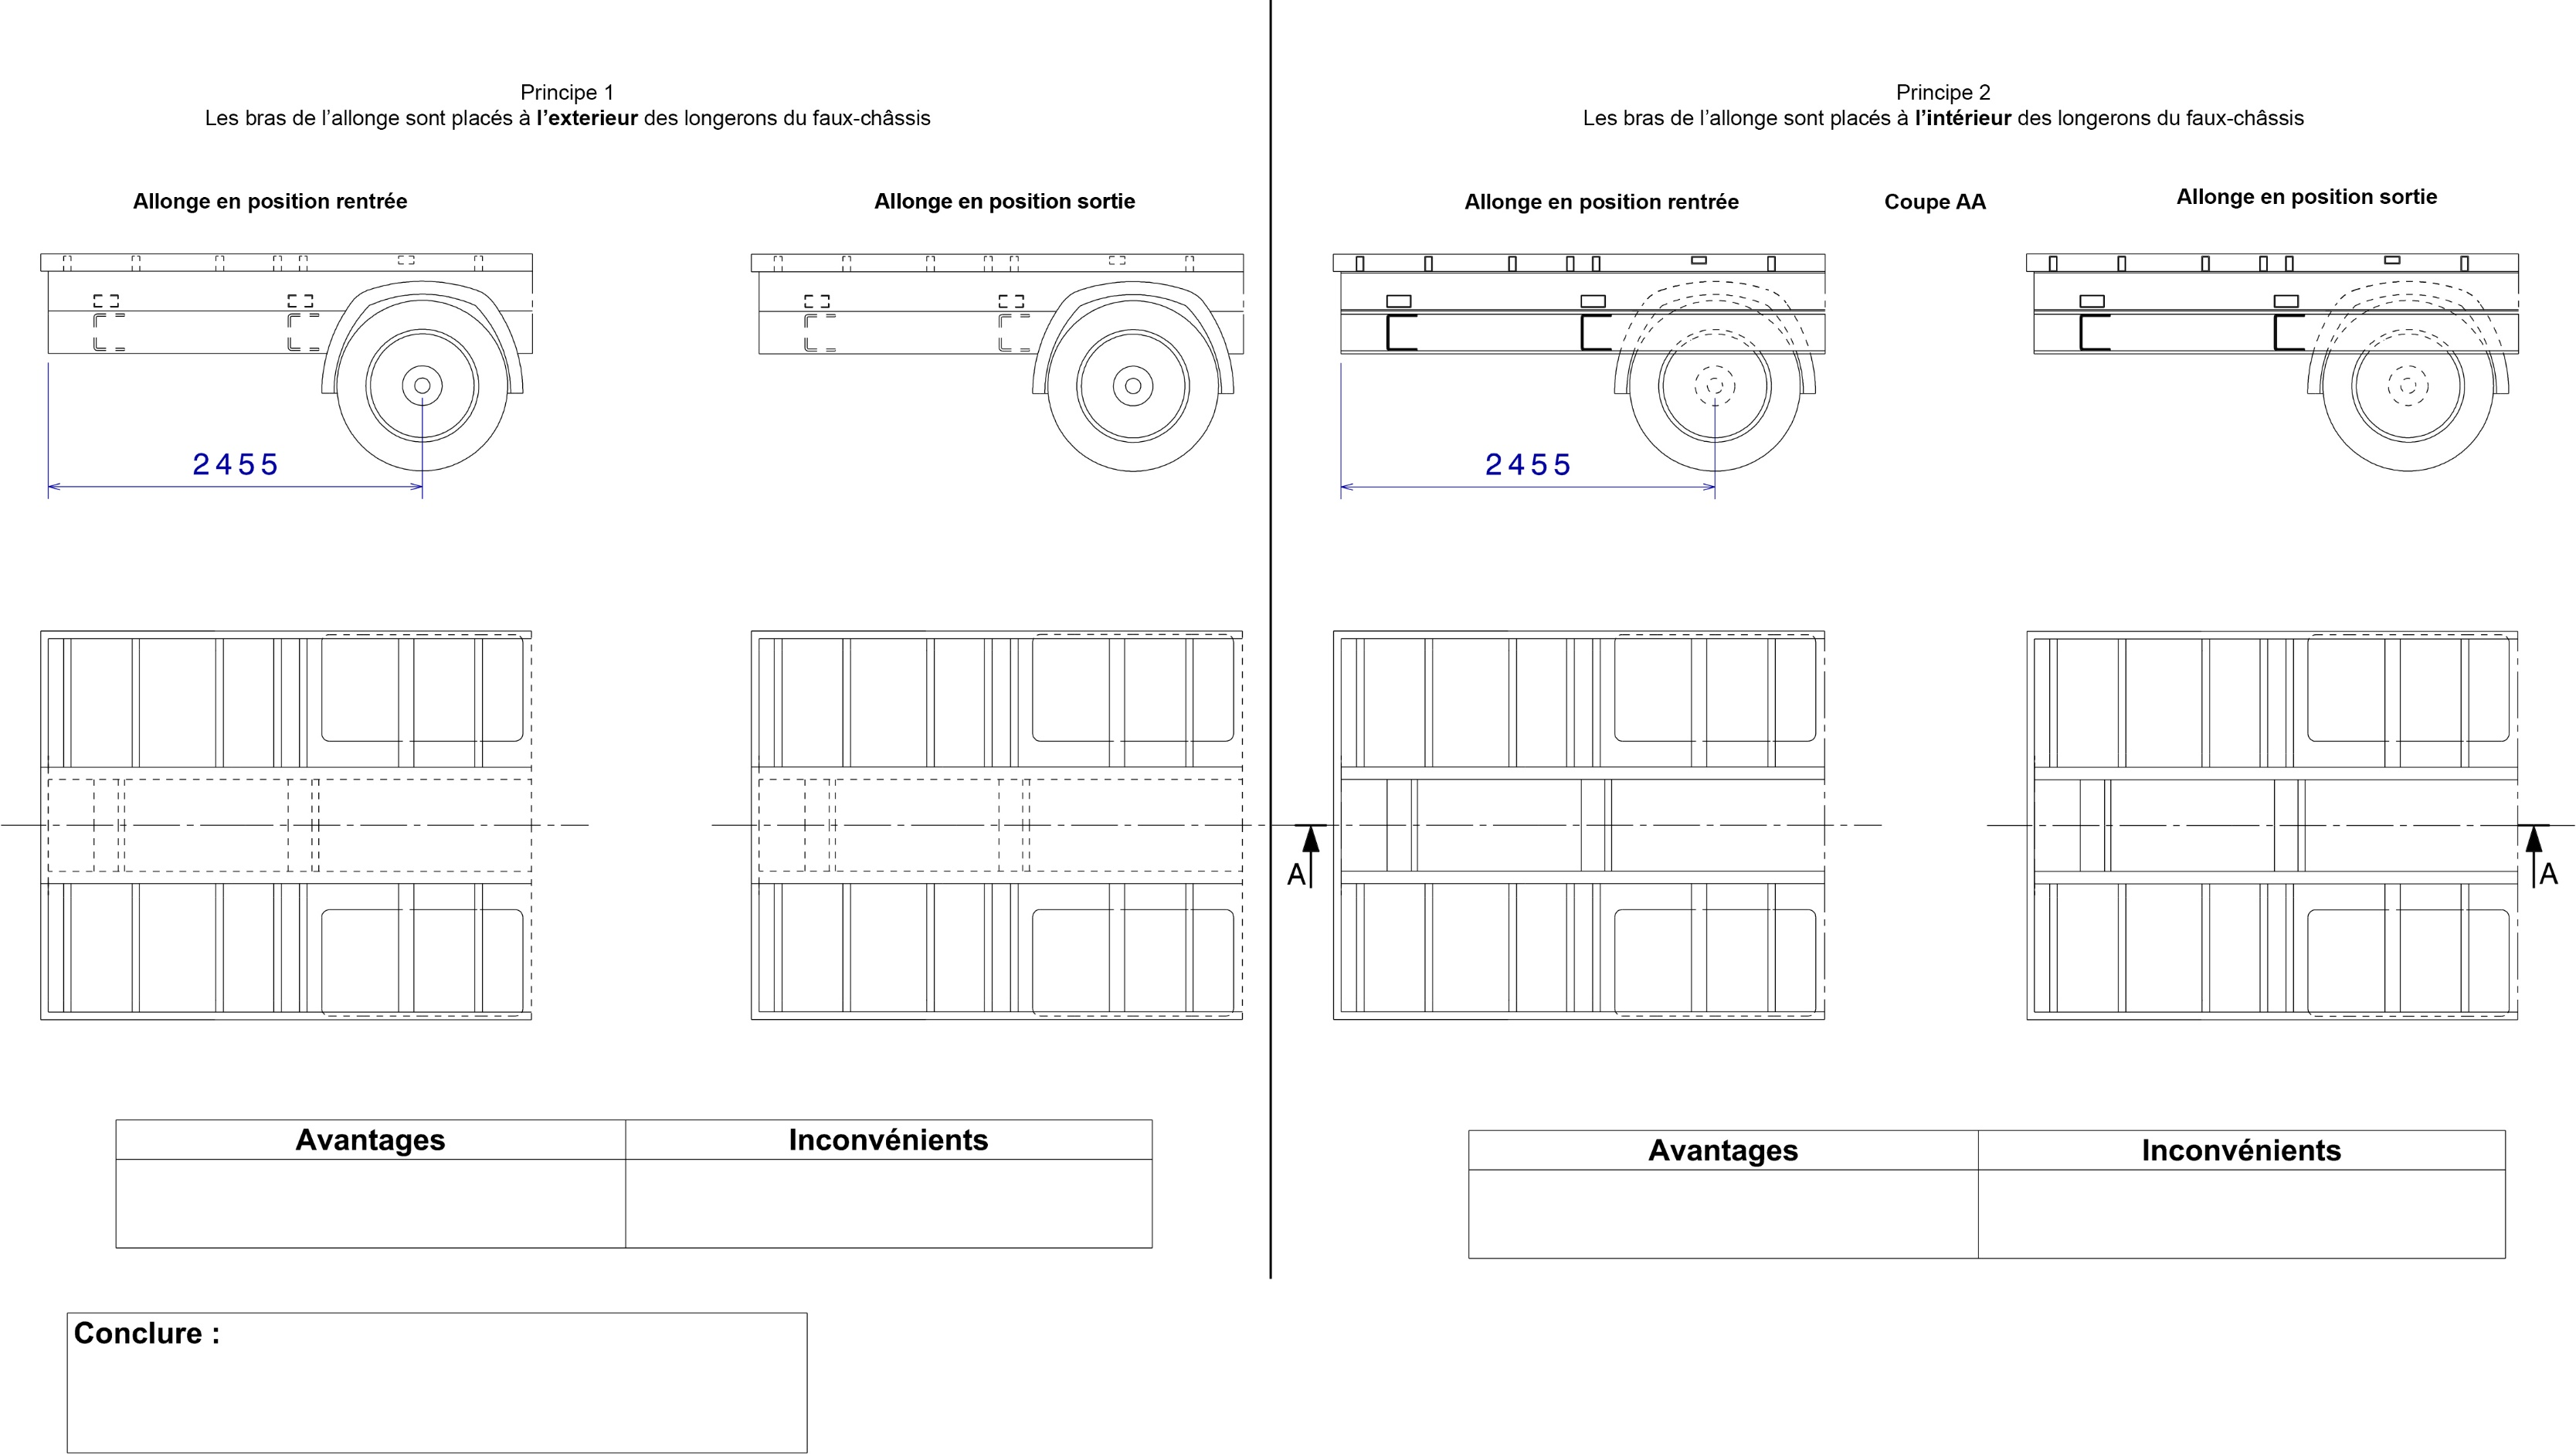 Principe 1
Les bras de l’allonge sont placés à l’exterieur des longerons du faux-châssis
Allonge en position rentrée
Allonge en position sortie
2455
Avantages
Inconvénients
Conclure :
Principe 2
Les bras de l’allonge sont placés à l’intérieur des longerons du faux-châssis
Allonge en position rentrée
Coupe AA
Allonge en position sortie
2455
A
A
Avantages
Inconvénients